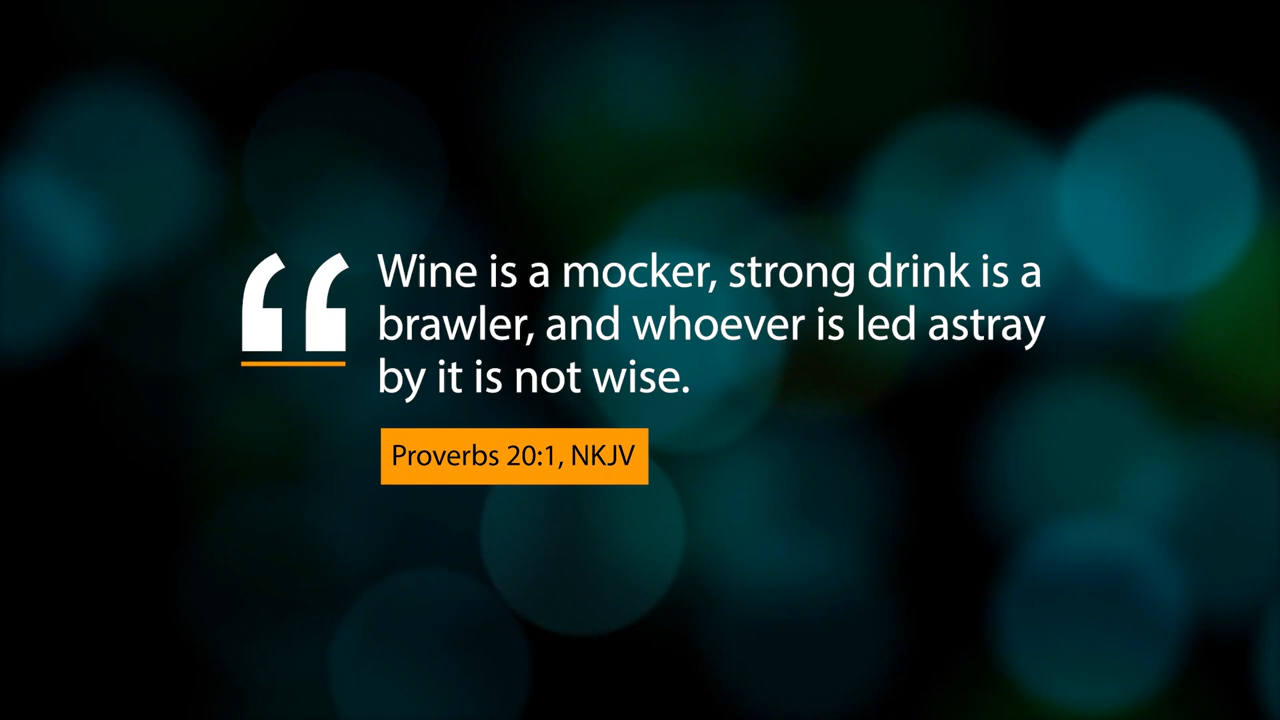 Wine is a mocker, strong drink is a
brawler, and whoever is led astray
by it is not wise.
Proverbs 20:1, NKJV